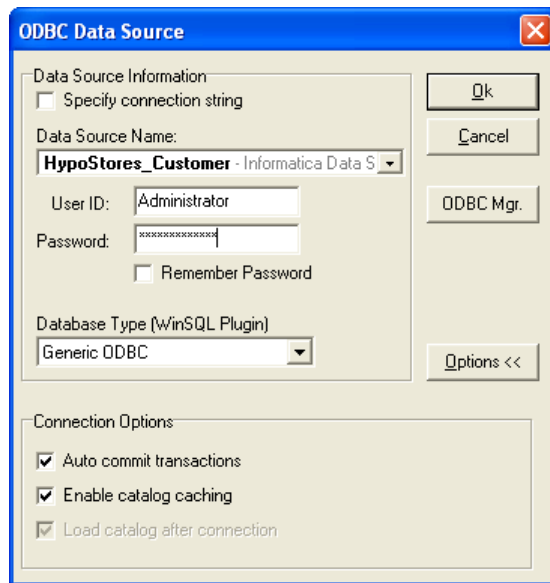 ODBC Data Source
Data Source Information
Specify connection string
Data Source Name:
HypoStores_Customer - Informatica Data S
User ID: Administrator
Password: xxxxxxxxxxxxx
Remember Password
Database Type (WinSQL Plugin)
Generic ODBC
Ok
Cancel
ODBC Mgr.
Options <<
Connection Options
Auto commit transactions
Enable catalog caching
Load catalog after connection